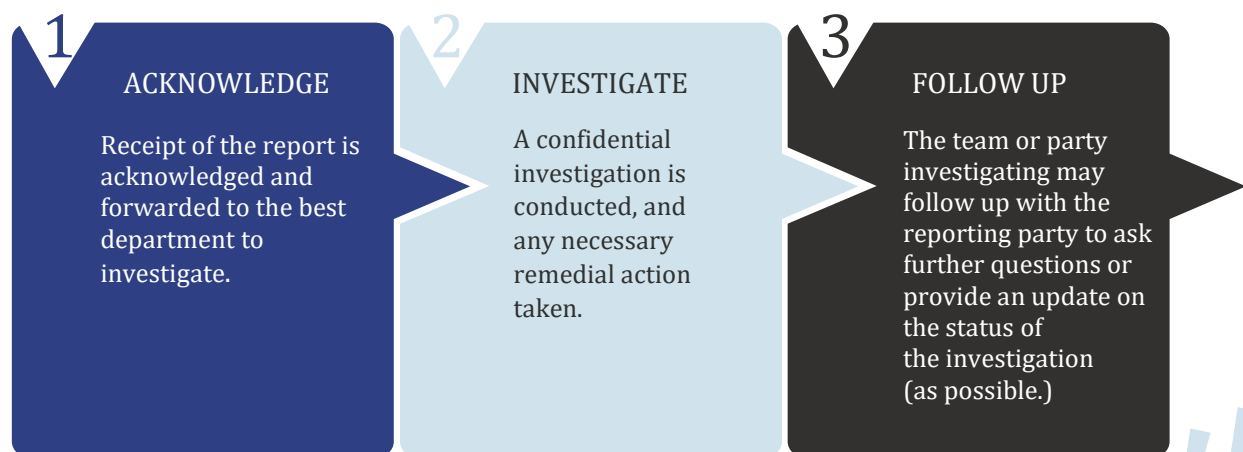 1
ACKNOWLEDGE
Receipt of the report is
acknowledged and
forwarded to the best
department to
investigate.
2
INVESTIGATE
A confidential
investigation is
conducted, and
any necessary
remedial action
taken.
3
FOLLOW UP
The team or party
investigating may
follow up with the
reporting party to ask
further questions or
provide an update on
the status of
the investigation
(as possible.)